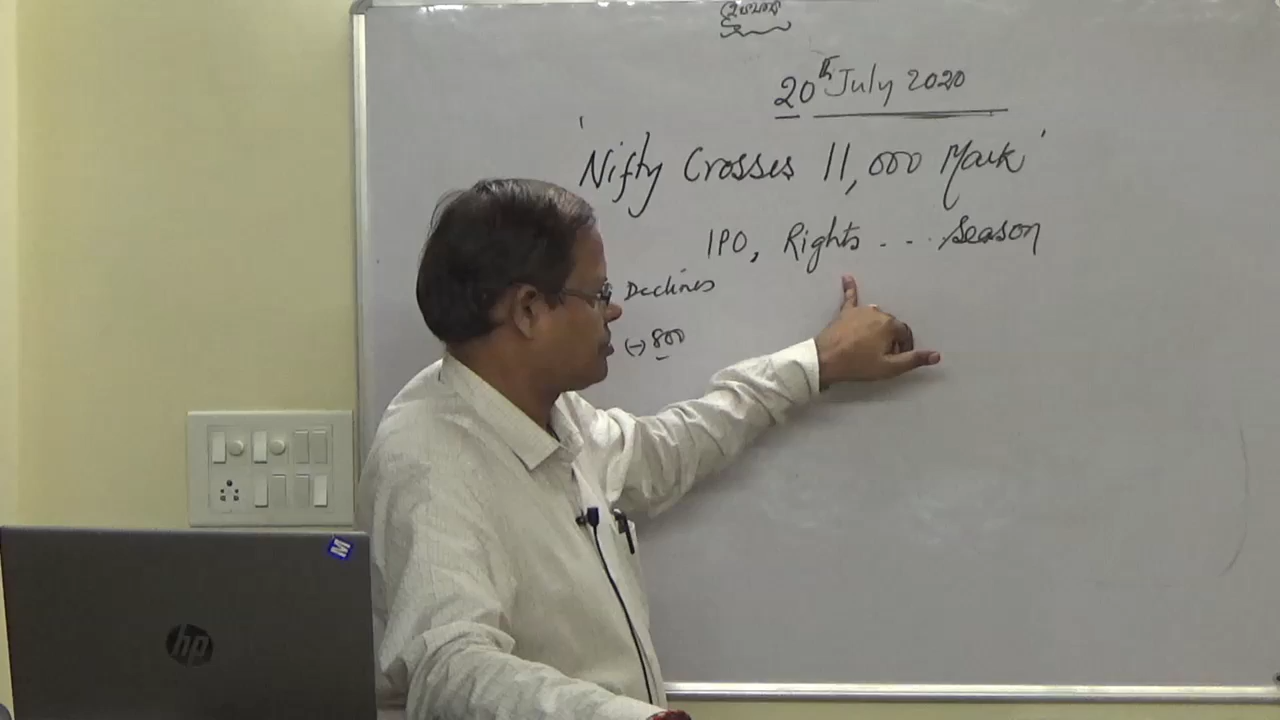 20th July 2020
'Nifty Crosses 11,000 Mark'
IPO, Rights ... Season
Declines
(-) 800
hp
M